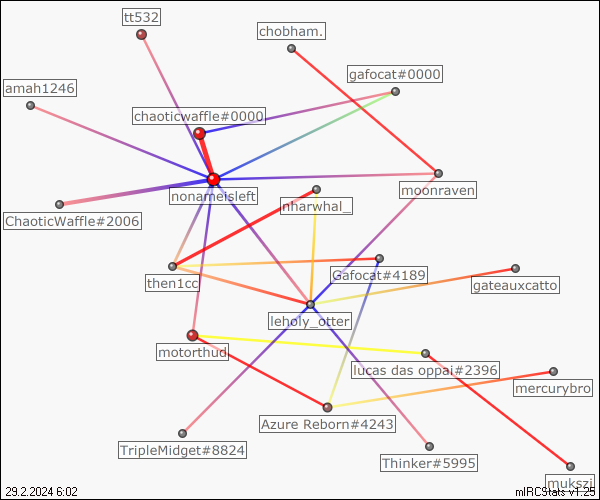 tt532
chobham.
gafocat#0000
amah1246
chaoticwaffle#0000
moonraven
nonameisleft
nharwhal_
ChaoticWaffle#2006
Gafocat#4189
then1cc
gateauxcatto
leholy_otter
motorthud
lucas das oppai#2396
mercurybro
Azure Reborn#4243
TripleMidget#8824
Thinker#5995
mukszi
29.2.2024 6:02
mIRCStats v1.25